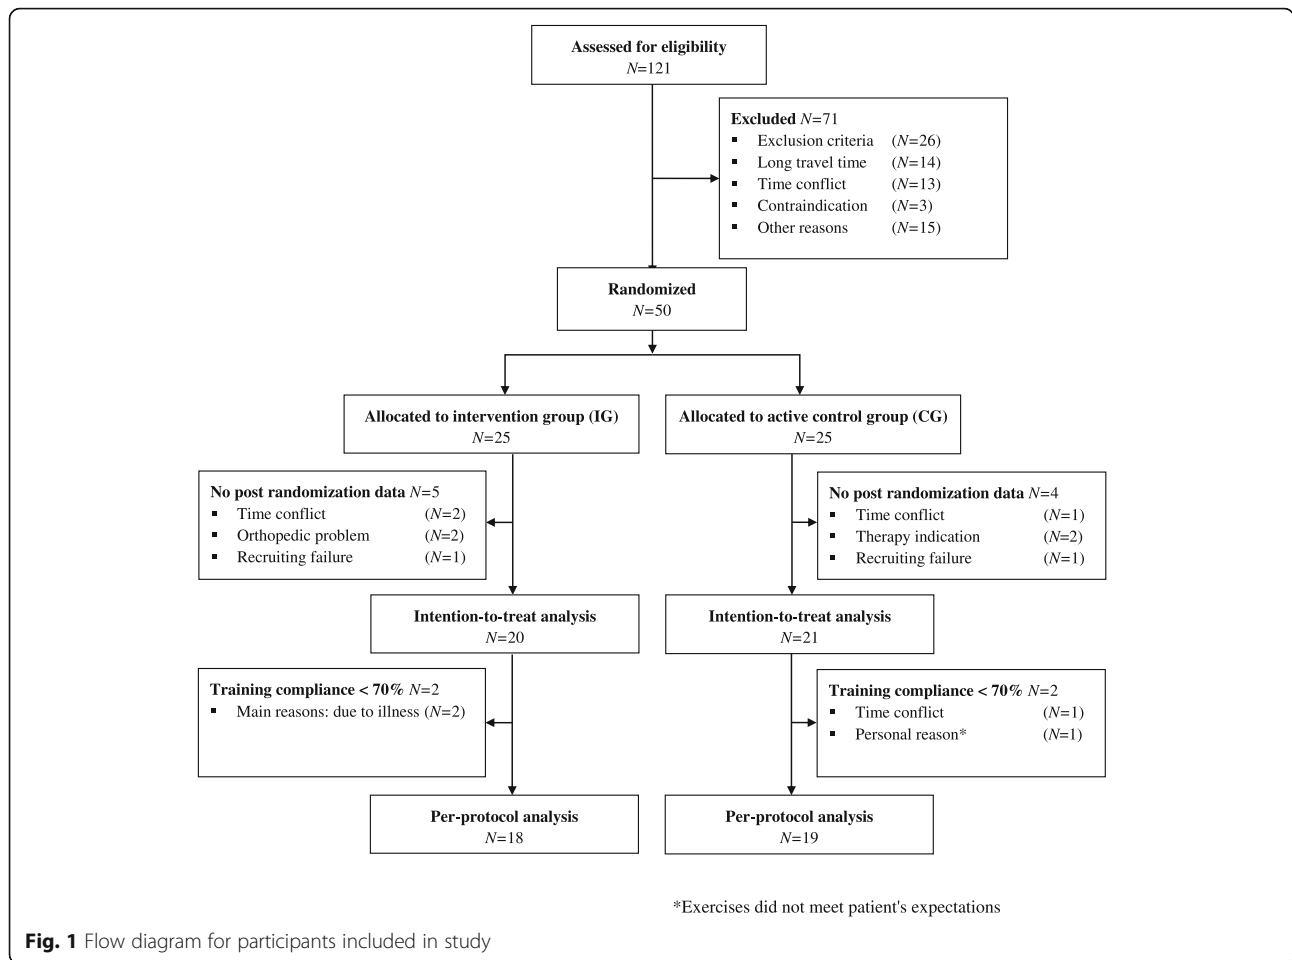 Assessed for eligibility
N=121
Excluded N=71
▪ Exclusion criteria (N=26)
▪ Long travel time (N=14)
▪ Time conflict (N=13)
▪ Contraindication (N=3)
▪ Other reasons (N=15)
Randomized
N=50
Allocated to intervention group (IG)
N=25
Allocated to active control group (CG)
N=25
No post randomization data N=5
▪ Time conflict (N=2)
▪ Orthopedic problem (N=2)
▪ Recruiting failure (N=1)
No post randomization data N=4
▪ Time conflict (N=1)
▪ Therapy indication (N=2)
▪ Recruiting failure (N=1)
Intention-to-treat analysis
N=20
Intention-to-treat analysis
N=21
Training compliance < 70% N=2
▪ Main reasons: due to illness (N=2)
Training compliance < 70% N=2
▪ Time conflict (N=1)
▪ Personal reason* (N=1)
Per-protocol analysis
N=18
Per-protocol analysis
N=19
*Exercises did not meet patient's expectations
Fig. 1 Flow diagram for participants included in study